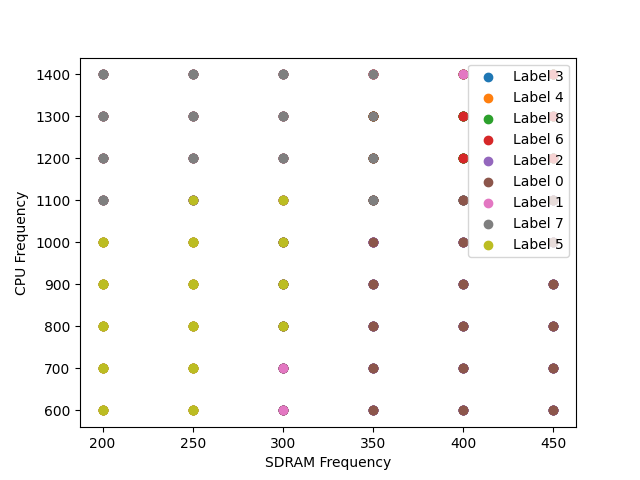 1400
1300
1200
1100
1000
900
800
700
600
CPU Frequency
200 250 300 350 400 450
SDRAM Frequency
Label 3
Label 4
Label 8
Label 6
Label 2
Label 0
Label 1
Label 7
Label 5